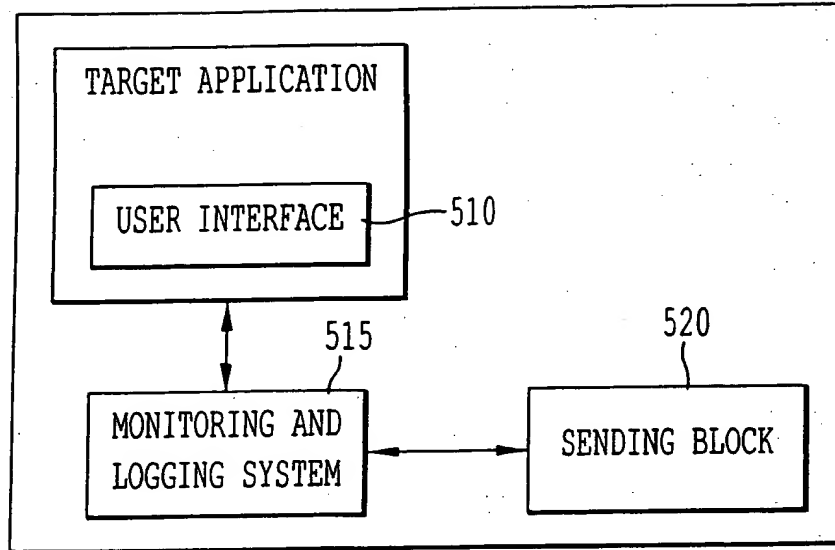 TARGET APPLICATION
USER INTERFACE
510
515
520
MONITORING AND
LOGGING SYSTEM
SENDING BLOCK